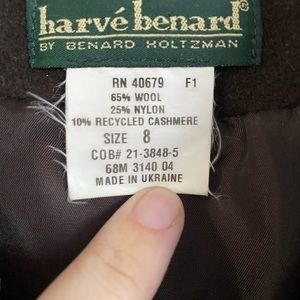 harvé benard®
BY BENARD HOLTZMAN
RN 40679 F1
65% WOOL
25% NYLON
10% RECYCLED CASHMERE
SIZE 8
COB# 21-3848-5
68M 3140 04
MADE IN UKRAINE